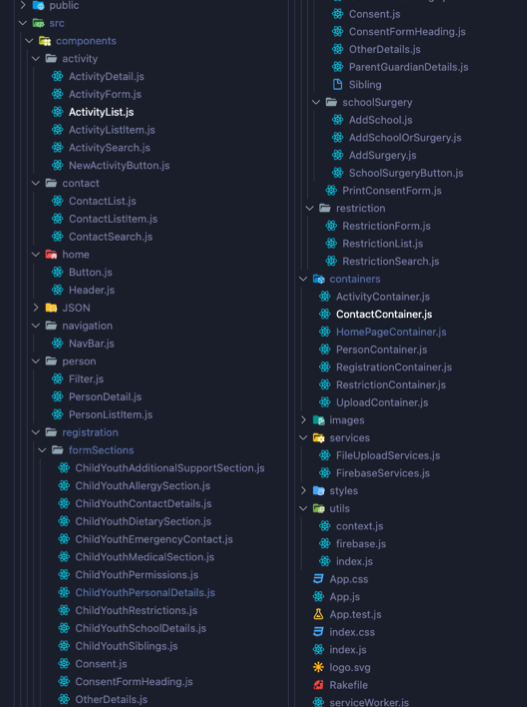 public
src
components
activity
ActivityDetail.js
ActivityForm.js
ActivityList.js
ActivityListItem.js
ActivitySearch.js
NewActivityButton.js
contact
ContactList.js
ContactListItem.js
ContactSearch.js
home
Button.js
Header.js
JSON
navigation
NavBar.js
person
Filter.js
PersonDetail.js
PersonListItem.js
registration
formSections
ChildYouthAdditionalSupportSection.js
ChildYouthAllergySection.js
ChildYouthContactDetails.js
ChildYouthDietarySection.js
ChildYouthEmergencyContact.js
ChildYouthMedicalSection.js
ChildYouthPermissions.js
ChildYouthPersonalDetails.js
ChildYouthRestrictions.js
ChildYouthSchoolDetails.js
ChildYouthSiblings.js
Consent.js
ConsentFormHeading.js
OtherDetails.js
Consent.js
ConsentFormHeading.js
OtherDetails.js
ParentGuardianDetails.js
Sibling
schoolSurgery
AddSchool.js
AddSchoolOrSurgery.js
AddSurgery.js
SchoolSurgeryButton.js
PrintConsentForm.js
restriction
RestrictionForm.js
RestrictionList.js
RestrictionSearch.js
containers
ActivityContainer.js
ContactContainer.js
HomePageContainer.js
PersonContainer.js
RegistrationContainer.js
RestrictionContainer.js
UploadContainer.js
images
services
FileUploadServices.js
FirebaseServices.js
styles
utils
context.js
firebase.js
index.js
App.css
App.js
App.test.js
index.css
index.js
logo.svg
Rakefile
serviceWorker.js